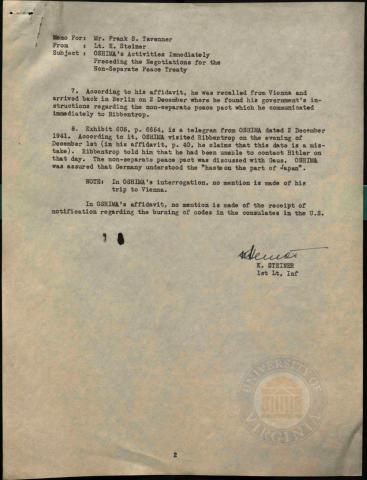 Memo For: Mr. Frank S. Tavenner
From : Lt. K. Steiner
Subject : OSHIMA's Activities Immediately
Preceding the Negotiations for the
Non-Separate Peace Treaty
7. According to his affidavit, he was recalled from Vienna and
arrived back in Berlin on 2 December where he found his government's in-
structions regarding the non-separate peace pact which he communicated
immediately to Ribbentrop.
8. Exhibit 605, p. 6654, is a telegram from OSHIMA dated 2 December
1941. According to it, OSHIMA visited Ribbentrop on the evening of
December 1st (in his affidavit, p. 40, he claims that this date is a mis-
take). Ribbentrop told him that he had been unable to contact Hitler on
that day. The non-separate peace pact was discussed with Gaus. OSHIMA
was assured that Germany understood the "haste on the part of Japan".
NOTE: In OSHIMA's interrogation, no mention is made of his
trip to Vienna.
In OSHIMA's affidavit, no mention is made of the receipt of
notification regarding the burning of codes in the consulates in the U.S.
K. STEINER
1st Lt, Inf
UNIVERSITY OF
VIRGINIA
2